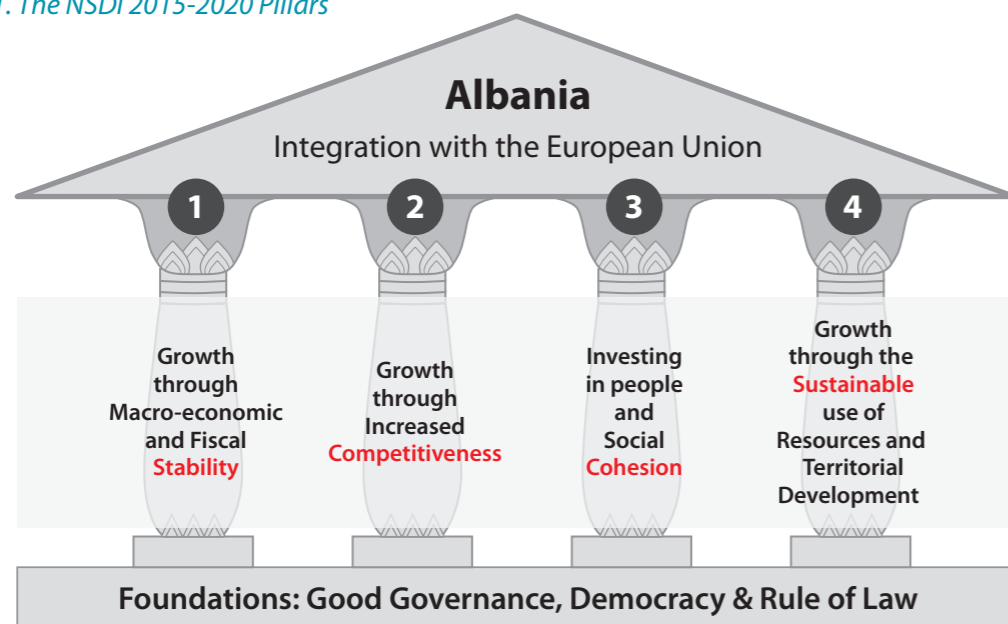 1. The NSDI 2015-2020 Pillars
Albania
Integration with the European Union
1
2
3
4
Growth
through
Macro-economic
and Fiscal
Stability
Growth
through
Increased
Competitiveness
Investing
in people
and
Social
Cohesion
Growth
through the
Sustainable
use of
Resources and
Territorial
Development
Foundations: Good Governance, Democracy & Rule of Law